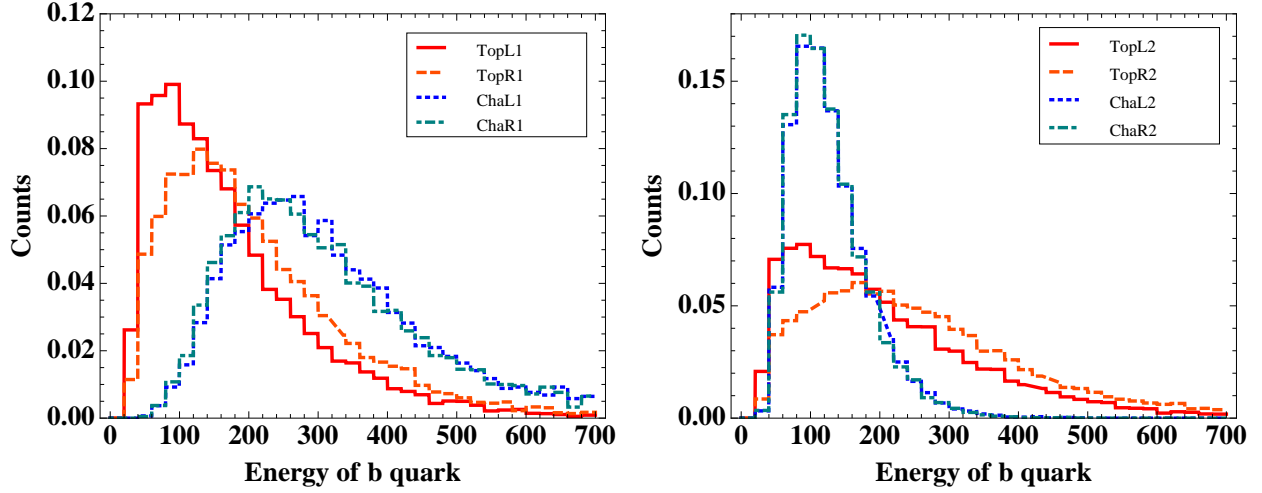 0.12
0.10
0.08
0.06
0.04
0.02
0.00
Counts
0 100 200 300 400 500 600 700
Energy of b quark
TopL1
TopR1
ChaL1
ChaR1
0.15
0.10
0.05
0.00
Counts
0 100 200 300 400 500 600 700
Energy of b quark
TopL2
TopR2
ChaL2
ChaR2